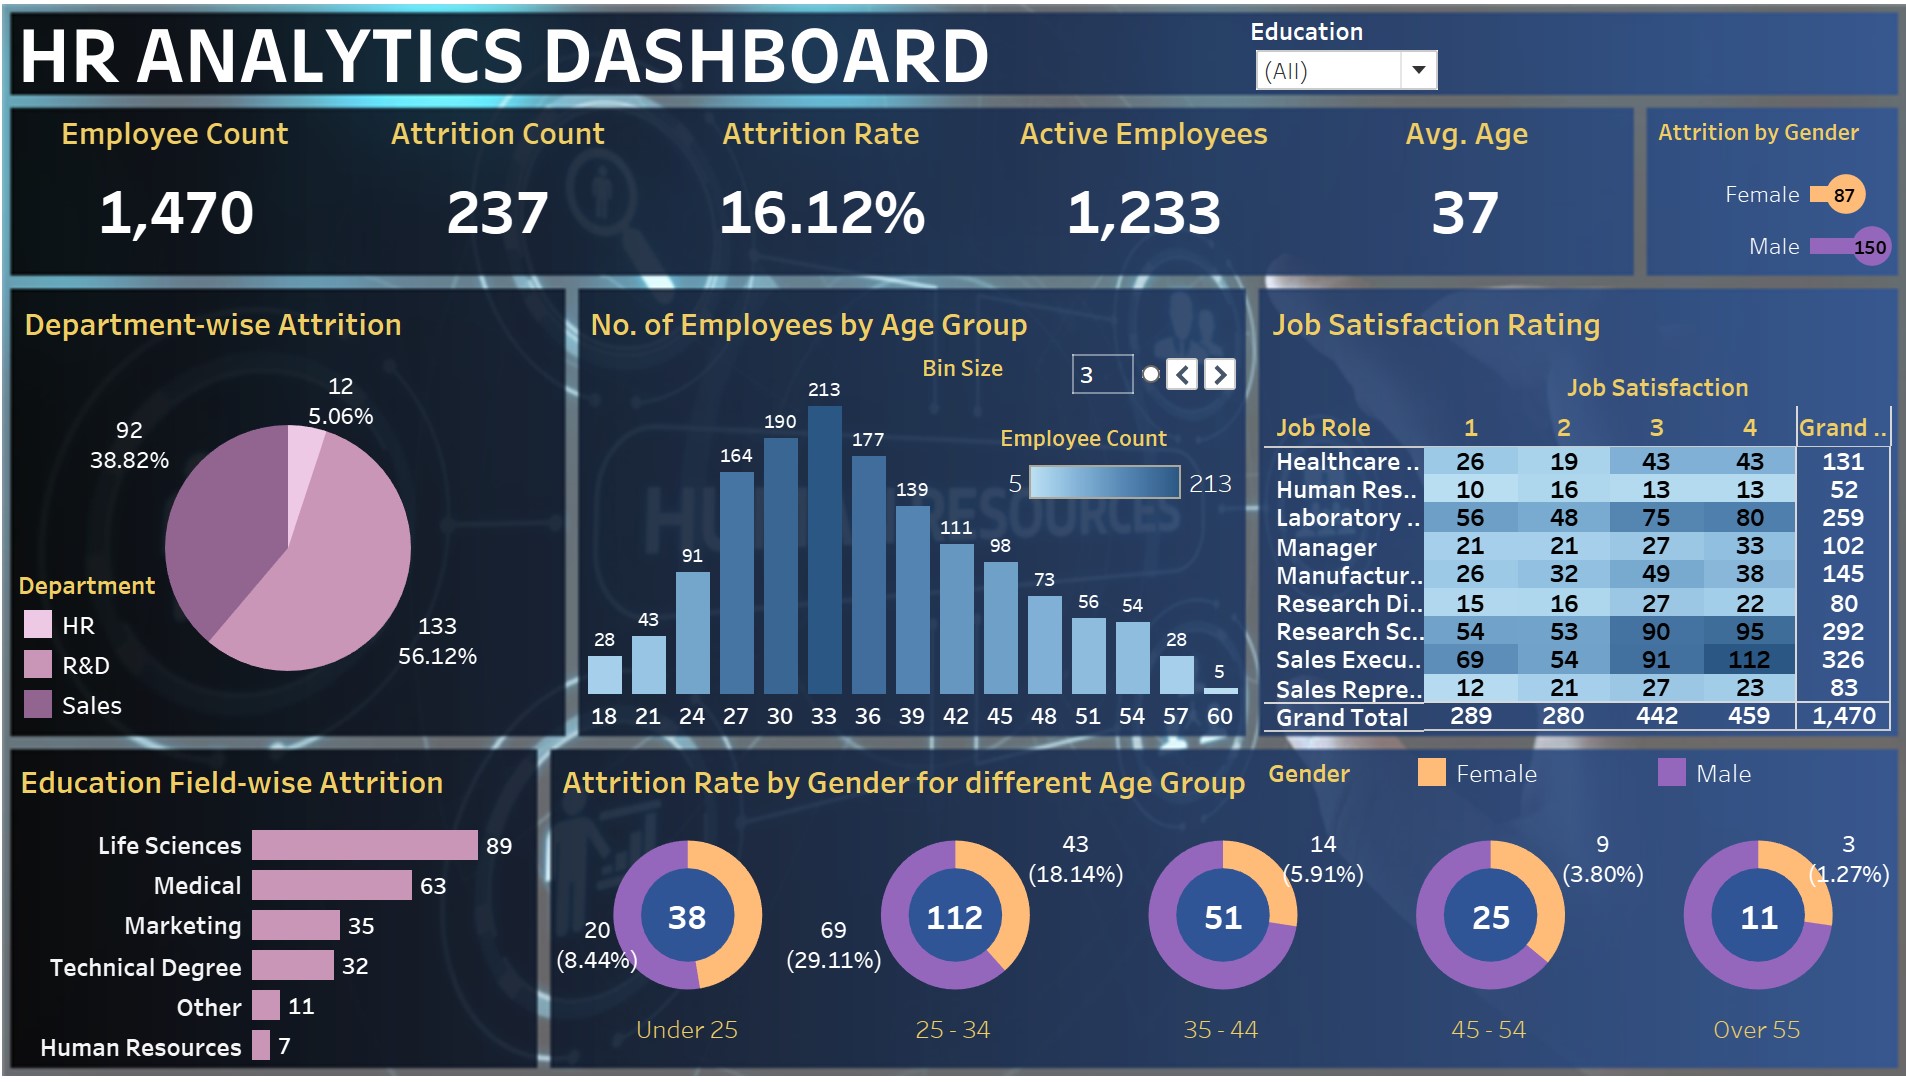 HR ANALYTICS DASHBOARD
Education
(All)
Employee Count
1,470
Attrition Count
237
Attrition Rate
16.12%
Active Employees
1,233
Avg. Age
37
Attrition by Gender
Female 87
Male 150
Department-wise Attrition
12
5.06%
92
38.82%
133
56.12%
Department
HR
R&D
Sales
No. of Employees by Age Group
Bin Size 3
Employee Count
5 213
28 43 91 164 190 213 177 139 111 98 73 56 54 28 5
18 21 24 27 30 33 36 39 42 45 48 51 54 57 60
HUMAN RESOURCES
Job Satisfaction Rating
Job Satisfaction
Job Role 1 2 3 4 Grand ..
Healthcare .. 26 19 43 43 131
Human Res.. 10 16 13 13 52
Laboratory .. 56 48 75 80 259
Manager 21 21 27 33 102
Manufactur.. 26 32 49 38 145
Research Di.. 15 16 27 22 80
Research Sc.. 54 53 90 95 292
Sales Execu.. 69 54 91 112 326
Sales Repre.. 12 21 27 23 83
Grand Total 289 280 442 459 1,470
Education Field-wise Attrition
Life Sciences 89
Medical 63
Marketing 35
Technical Degree 32
Other 11
Human Resources 7
Attrition Rate by Gender for different Age Group
Gender Female Male
20
(8.44%)
38
Under 25
69
(29.11%)
112
43
(18.14%)
25 - 34
51
14
(5.91%)
35 - 44
25
9
(3.80%)
45 - 54
11
3
(1.27%)
Over 55